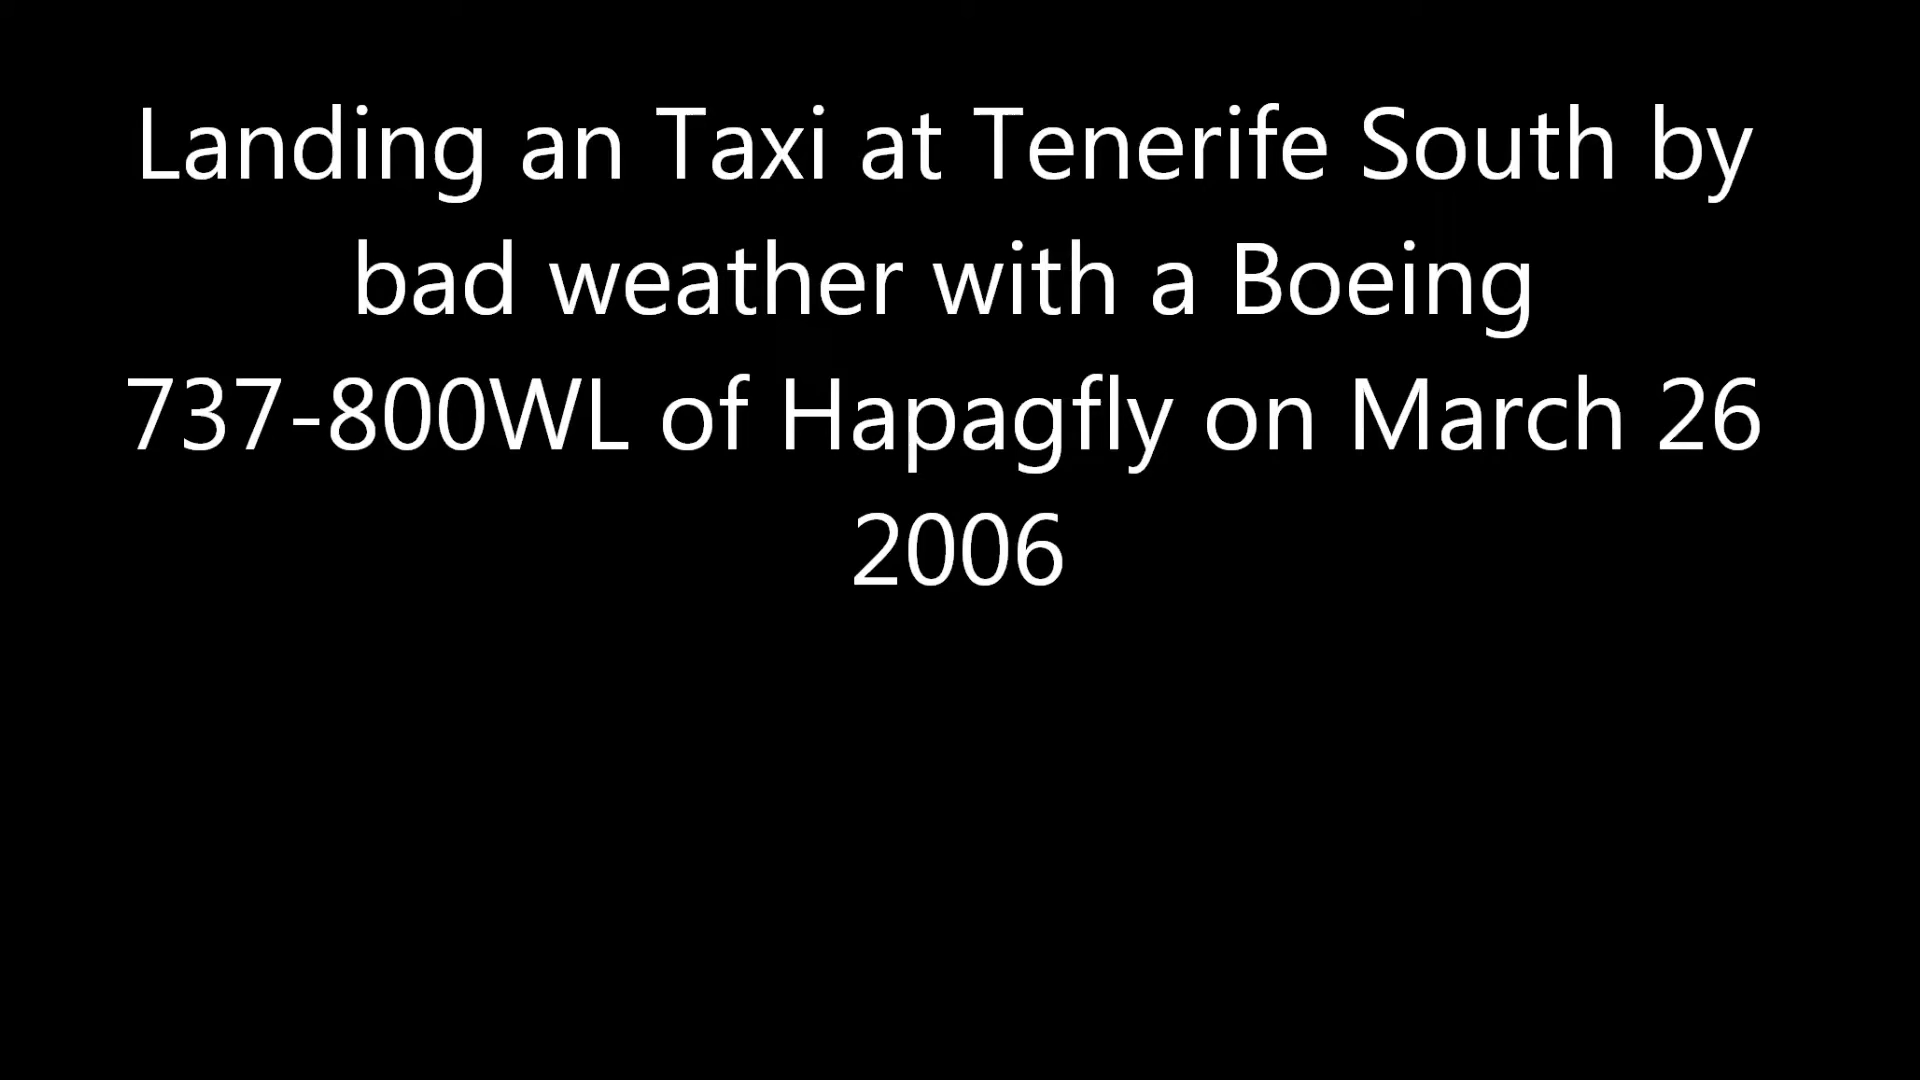 Landing an Taxi at Tenerife South by
bad weather with a Boeing
737-800WL of Hapagfly on March 26
2006